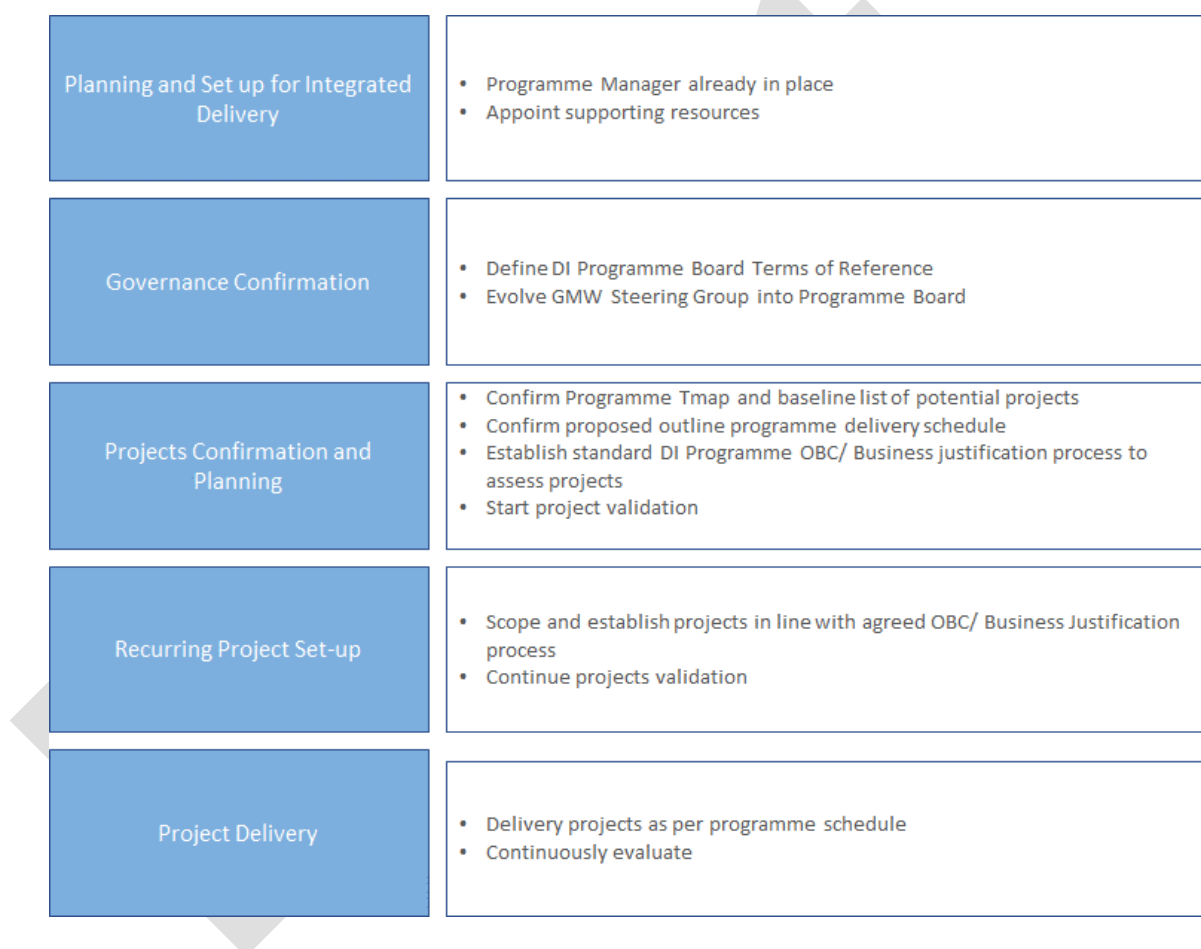 Planning and Set up for Integrated
Delivery
• Programme Manager already in place
• Appoint supporting resources
Governance Confirmation
• Define DI Programme Board Terms of Reference
• Evolve GMW Steering Group into Programme Board
Projects Confirmation and
Planning
• Confirm Programme Tmap and baseline list of potential projects
• Confirm proposed outline programme delivery schedule
• Establish standard DI Programme OBC/ Business justification process to
assess projects
• Start project validation
Recurring Project Set-up
• Scope and establish projects in line with agreed OBC/ Business Justification
process
• Continue projects validation
Project Delivery
• Delivery projects as per programme schedule
• Continuously evaluate